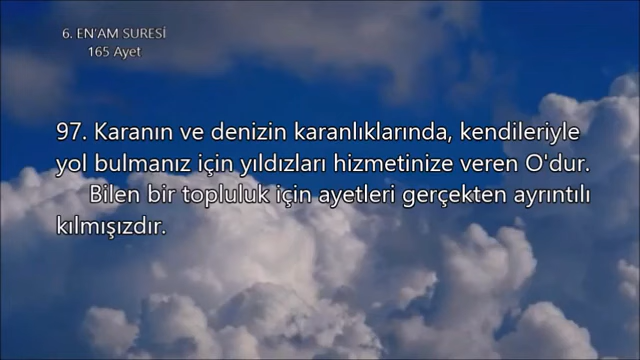 6. EN'AM SURESİ
165 Ayet
97. Karanın ve denizin karanlıklarında, kendileriyle
yol bulmanız için yıldızları hizmetinize veren O'dur.
Bilen bir topluluk için ayetleri gerçekten ayrıntılı
kılmışızdır.